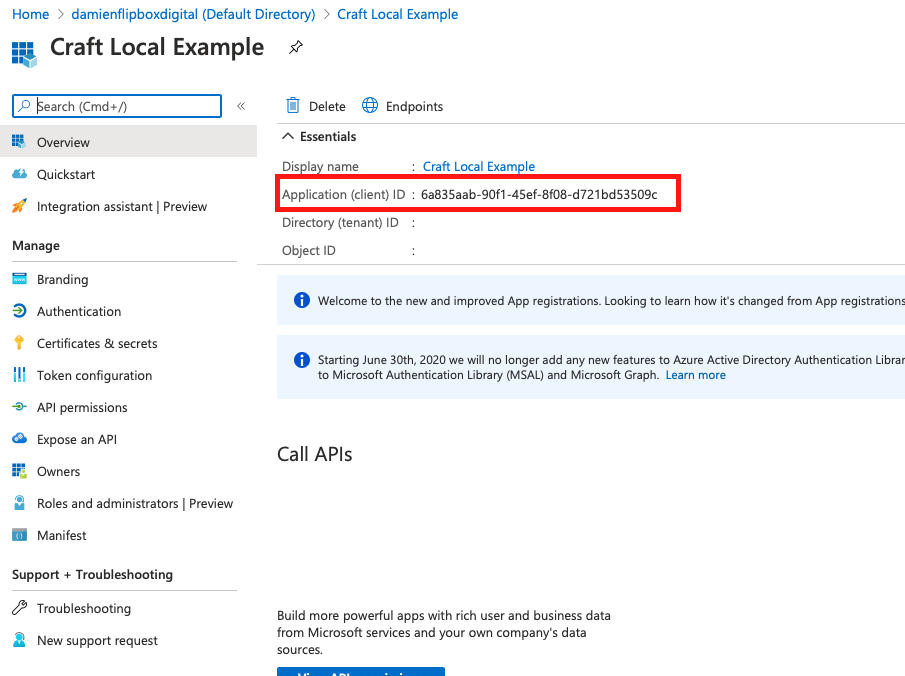 Home > damienflipboxdigital (Default Directory) > Craft Local Example
Craft Local Example
Search (Cmd+/)
«
Overview
Quickstart
Integration assistant | Preview
Manage
Branding
Authentication
Certificates & secrets
Token configuration
API permissions
Expose an API
Owners
Roles and administrators | Preview
Manifest
Support + Troubleshooting
Troubleshooting
New support request
Delete Endpoints
Essentials
Display name : Craft Local Example
Application (client) ID : 6a835aab-90f1-45ef-8f08-d721bd53509c
Directory (tenant) ID :
Object ID :
Welcome to the new and improved App registrations. Looking to learn how it's changed from App registrations
Starting June 30th, 2020 we will no longer add any new features to Azure Active Directory Authentication Librar
to Microsoft Authentication Library (MSAL) and Microsoft Graph. Learn more
Call APIs
Build more powerful apps with rich user and business data
from Microsoft services and your own company's data
sources.